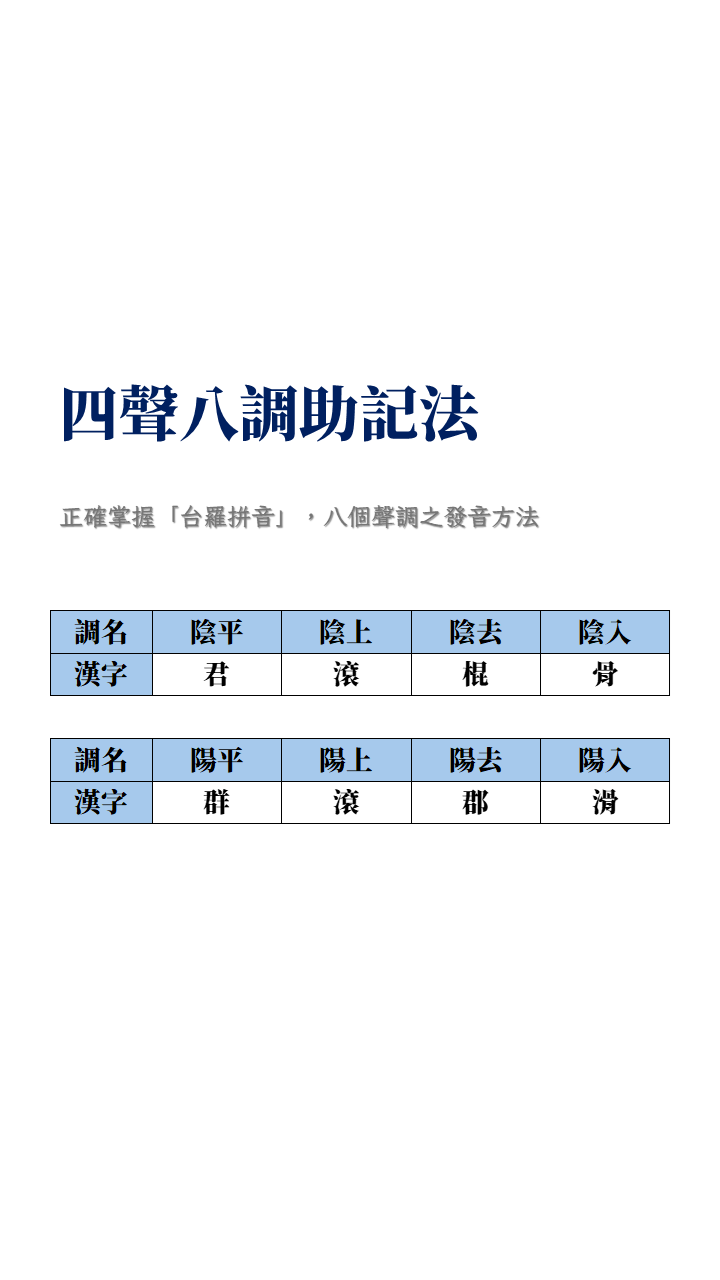 四聲八調助記法
正確掌握「台羅拼音」，八個聲調之發音方法
調名 陰平 陰上 陰去 陰入
漢字 君 滾 棍 骨
調名 陽平 陽上 陽去 陽入
漢字 群 滾 郡 滑